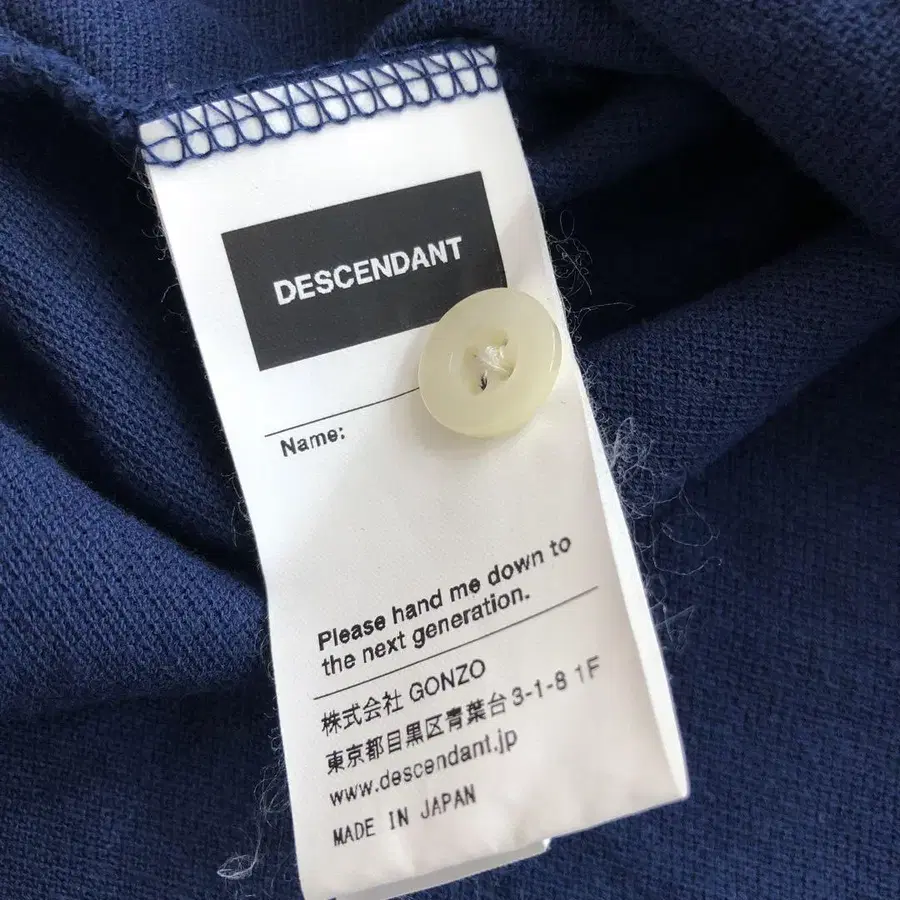 DESCENDANT
Name:
Please hand me down to
the next generation.
株式会社 GONZO
東京都目黒区青葉台 3-1-8 1F
www.descendant.jp
MADE IN JAPAN